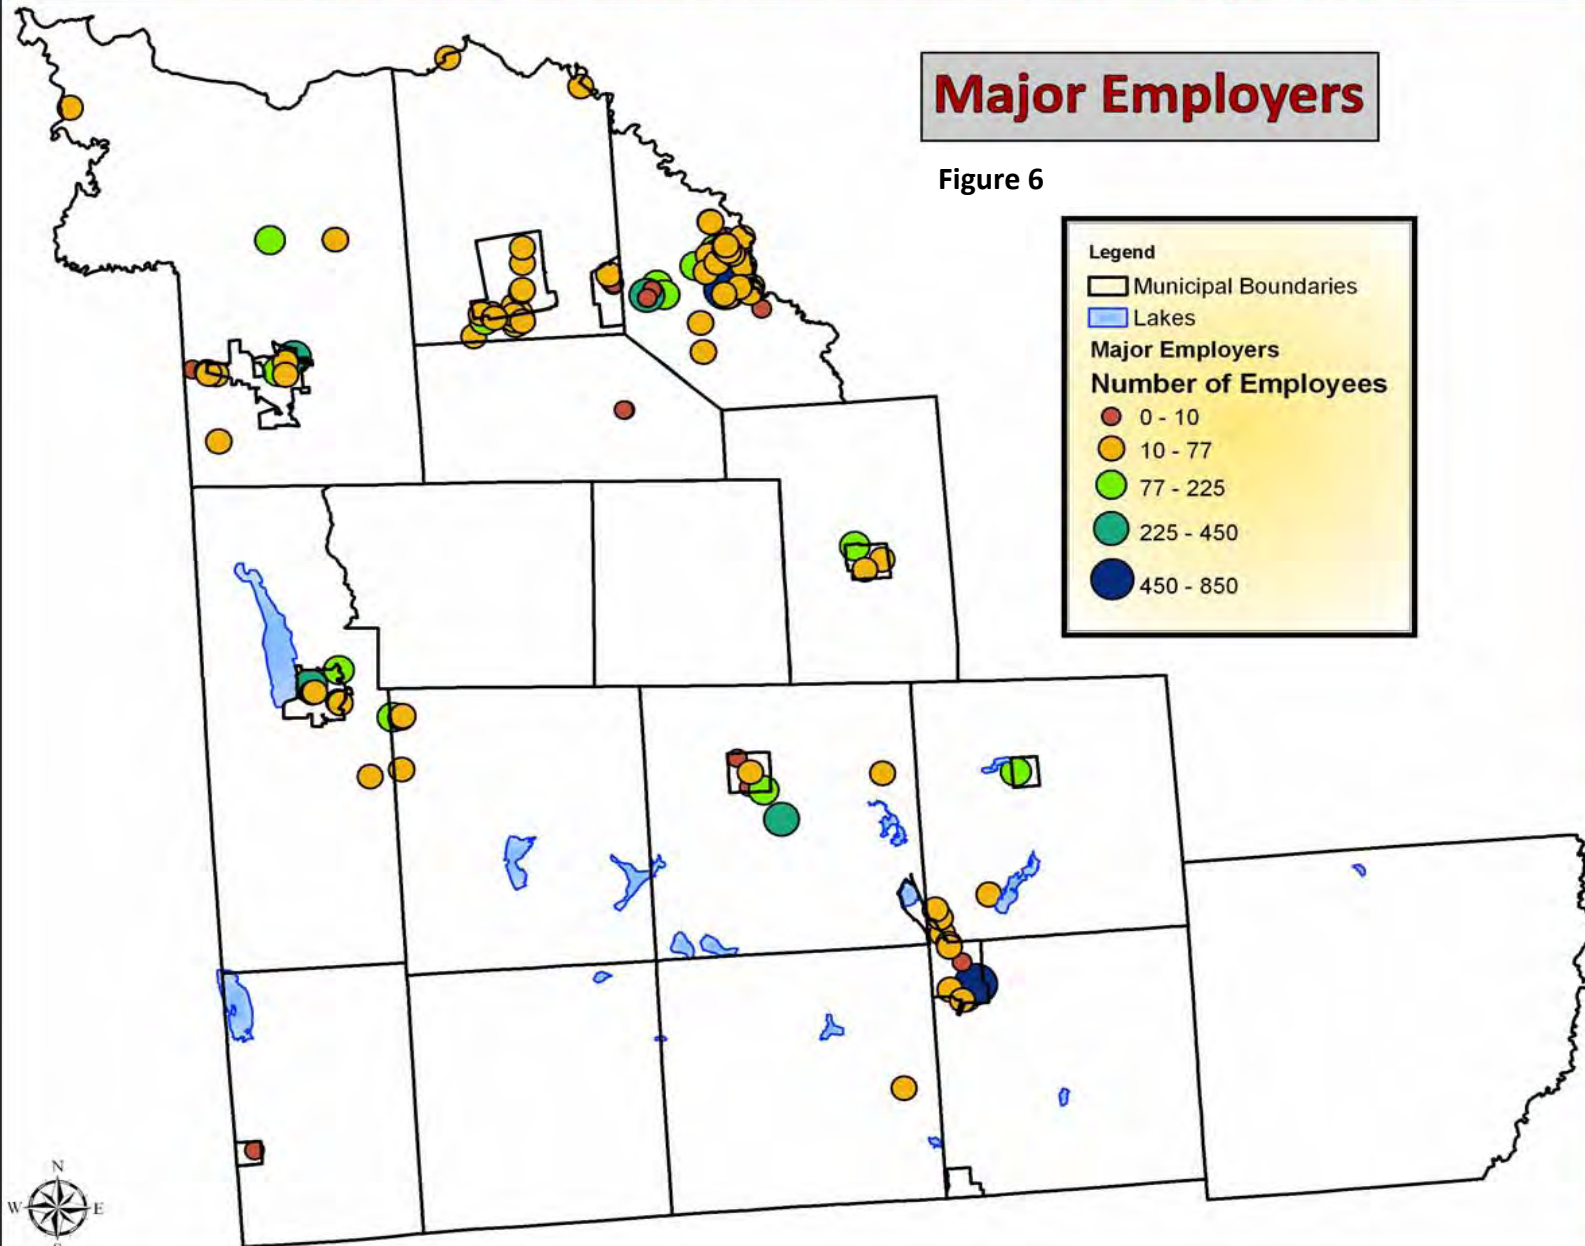 Major Employers
Figure 6
Legend
Municipal Boundaries
Lakes
Major Employers
Number of Employees
0 - 10
10 - 77
77 - 225
225 - 450
450 - 850
N
W E
S